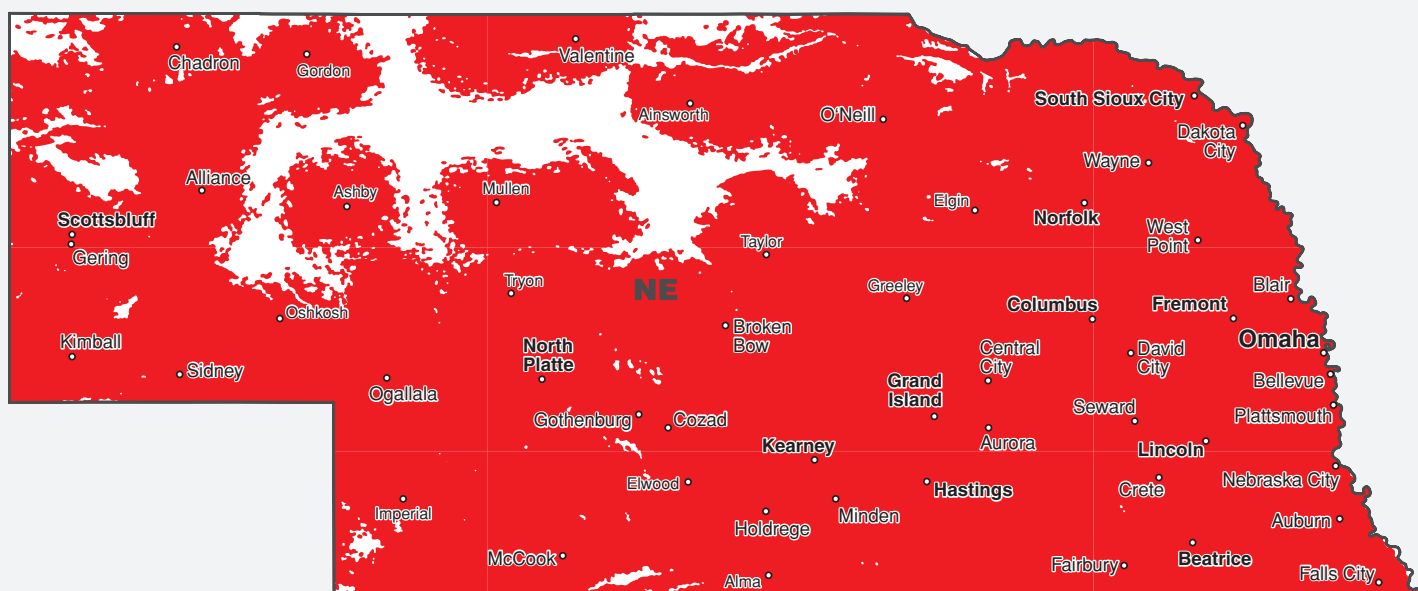 Chadron
Gordon
Valentine
Ainsworth
O'Neill
South Sioux City
Dakota
City
Wayne
Alliance
Ashby
Mullen
Elgin
Norfolk
Scottsbluff
Gering
West
Point
Taylor
NE
Tryon
Greeley
Blair
Oshkosh
Columbus
Fremont
Broken
Bow
Omaha
Kimball
North
Platte
Central
City
David
City
Sidney
Ogallala
Grand
Island
Bellevue
Gothenburg
Cozad
Seward
Plattsmouth
Kearney
Aurora
Lincoln
Elwood
Hastings
Crete
Nebraska City
Imperial
Holdrege
Minden
Auburn
McCook
Alma
Fairbury
Beatrice
Falls City